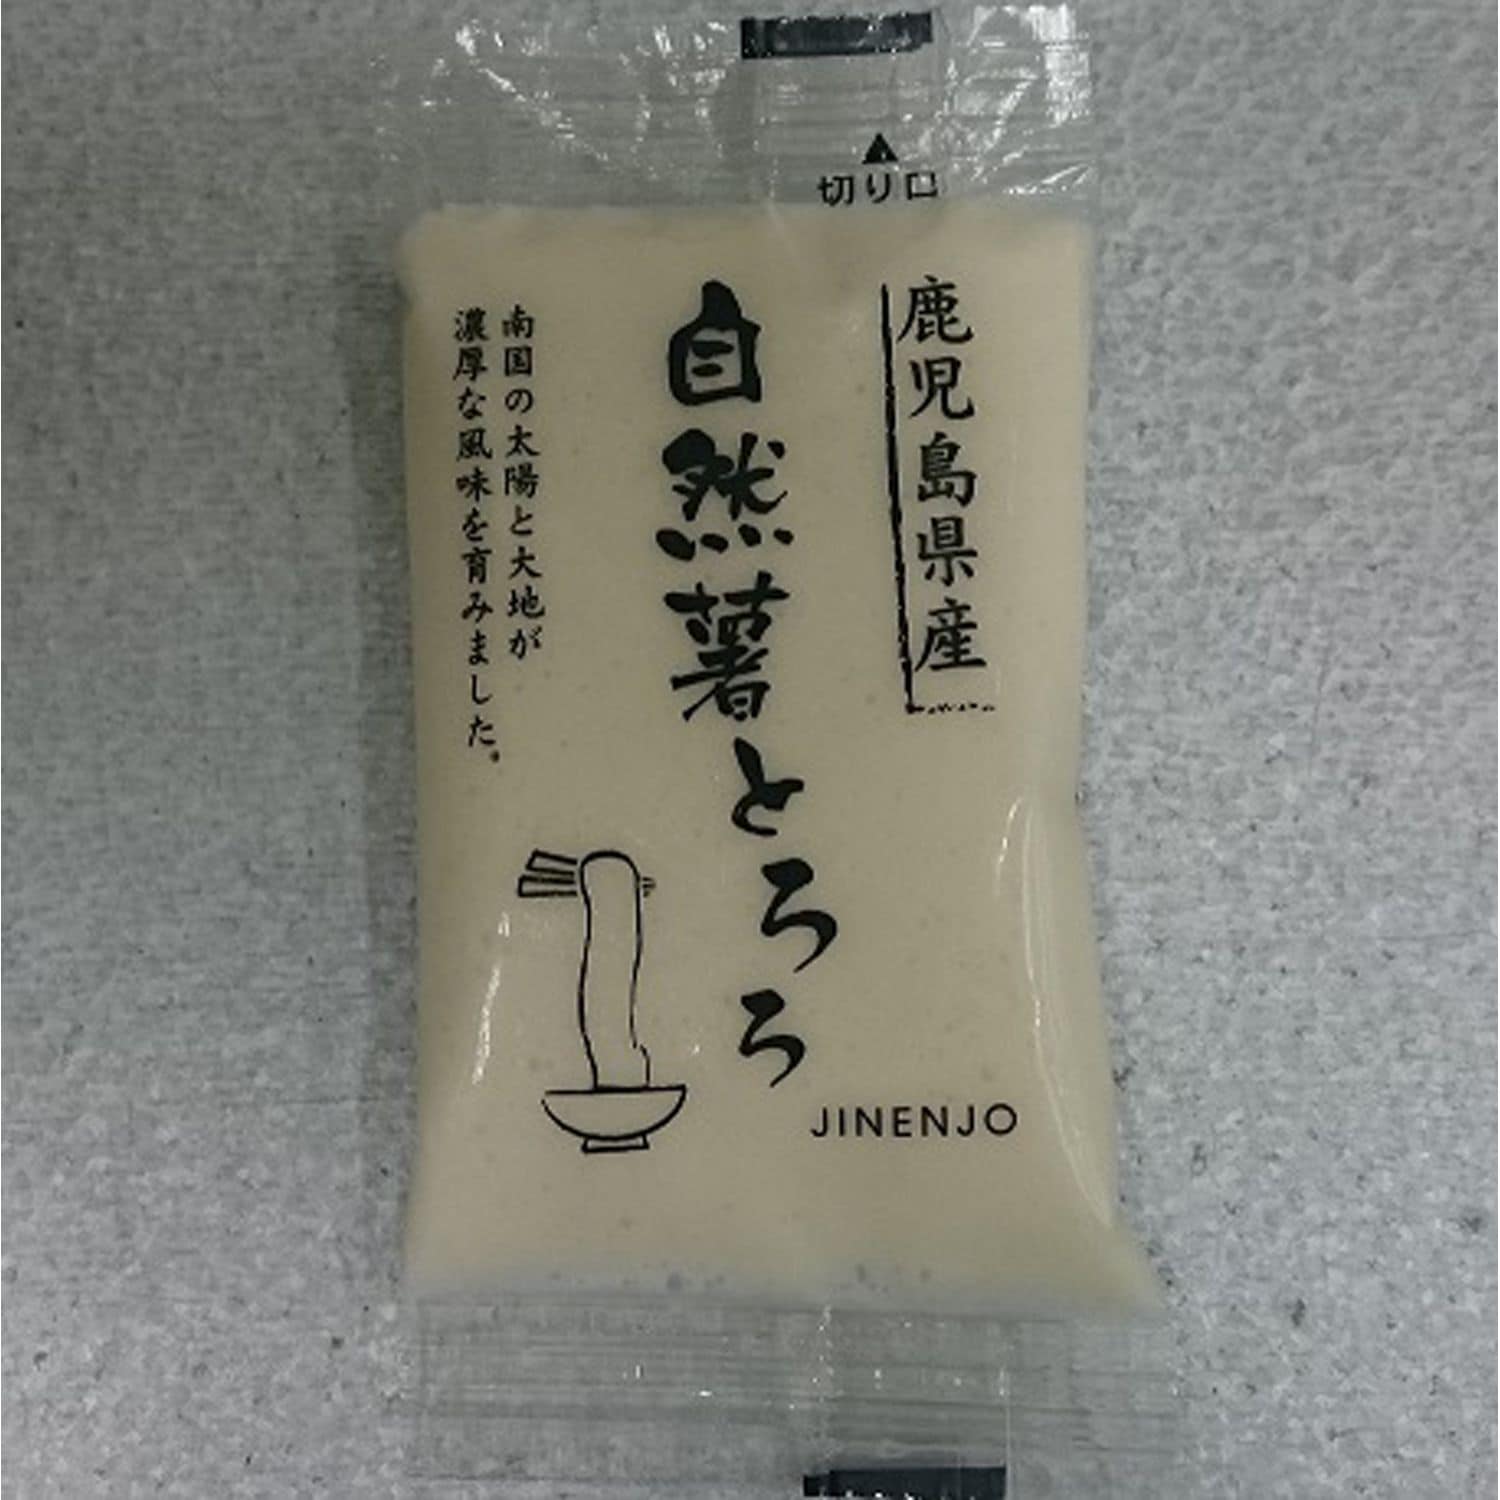 切り口
鹿児島県産
自然薯とろろ
南国の太陽と大地が
濃厚な風味を育みました。
JINENJO